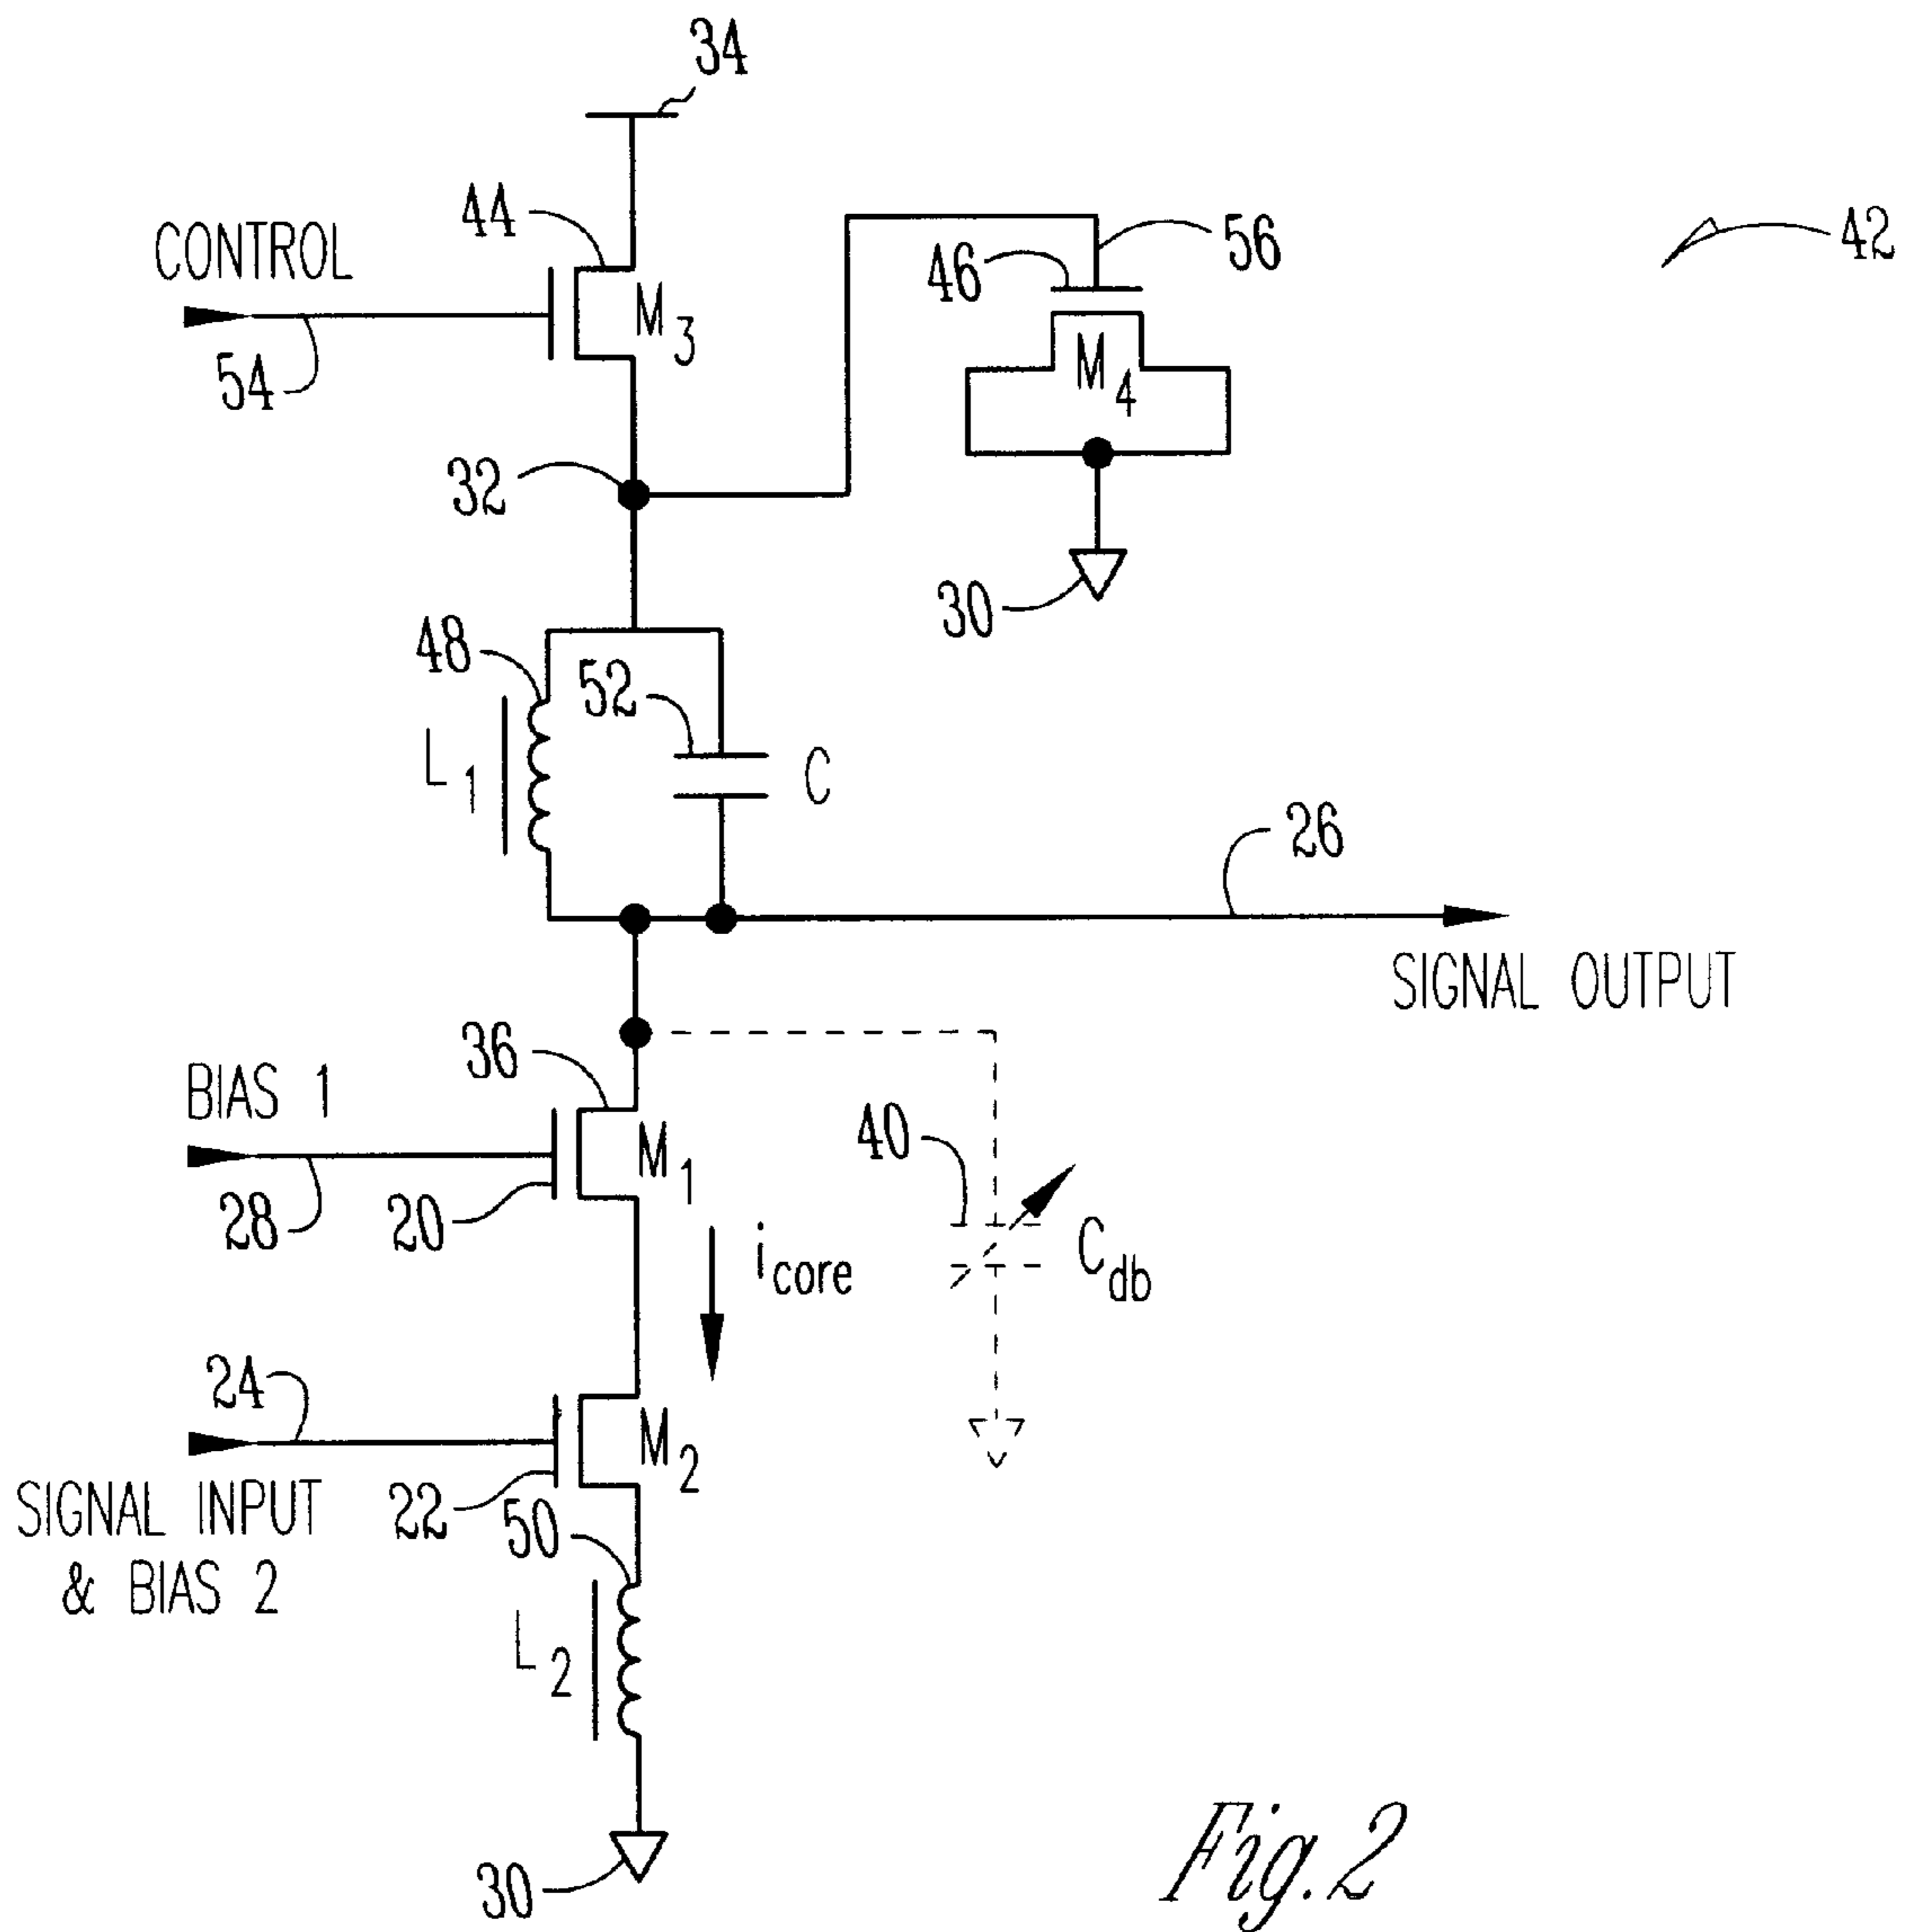 34
44
CONTROL
M3
54
46
56
42
M4
32
30
48
52
L1
C
26
SIGNAL OUTPUT
36
BIAS 1
M1
40
28
20
icore
Cdb
24
M2
SIGNAL INPUT
& BIAS 2
22
50
L2
30
Fig. 2